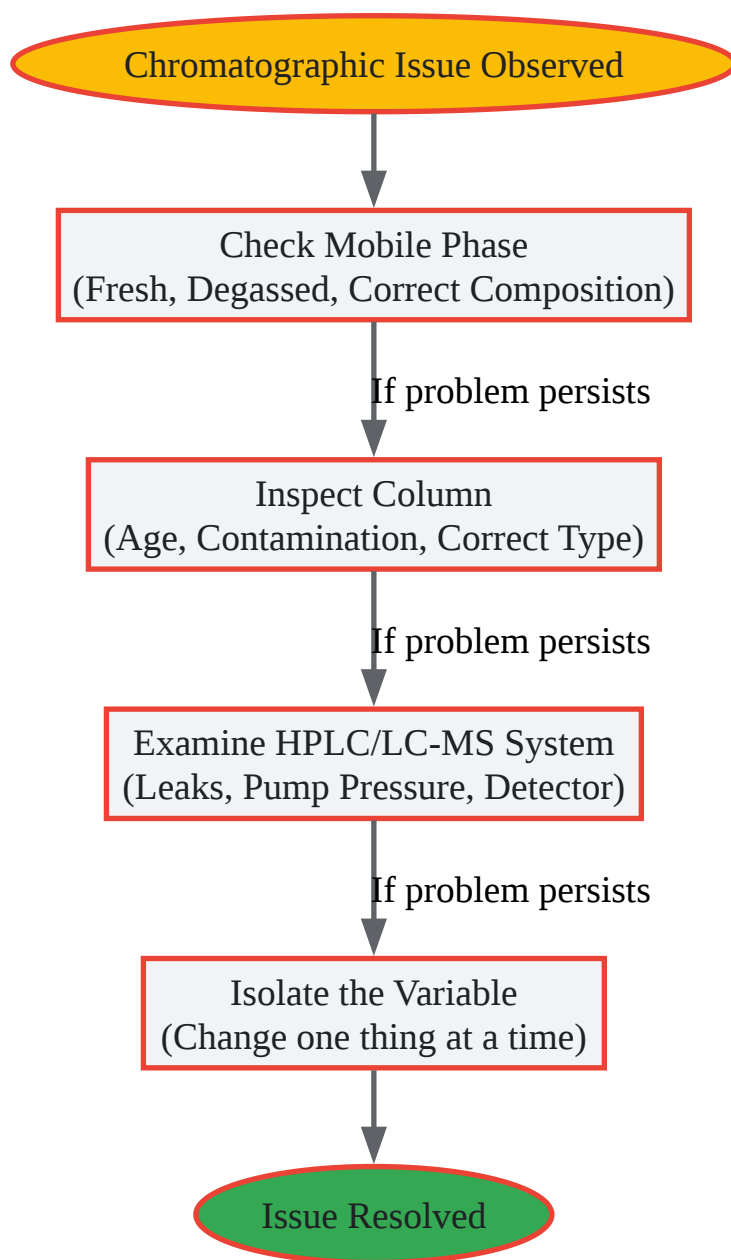 Chromatographic Issue Observed
Check Mobile Phase
(Fresh, Degassed, Correct Composition)
If problem persists
Inspect Column
(Age, Contamination, Correct Type)
If problem persists
Examine HPLC/LC-MS System
(Leaks, Pump Pressure, Detector)
If problem persists
Isolate the Variable
(Change one thing at a time)
Issue Resolved